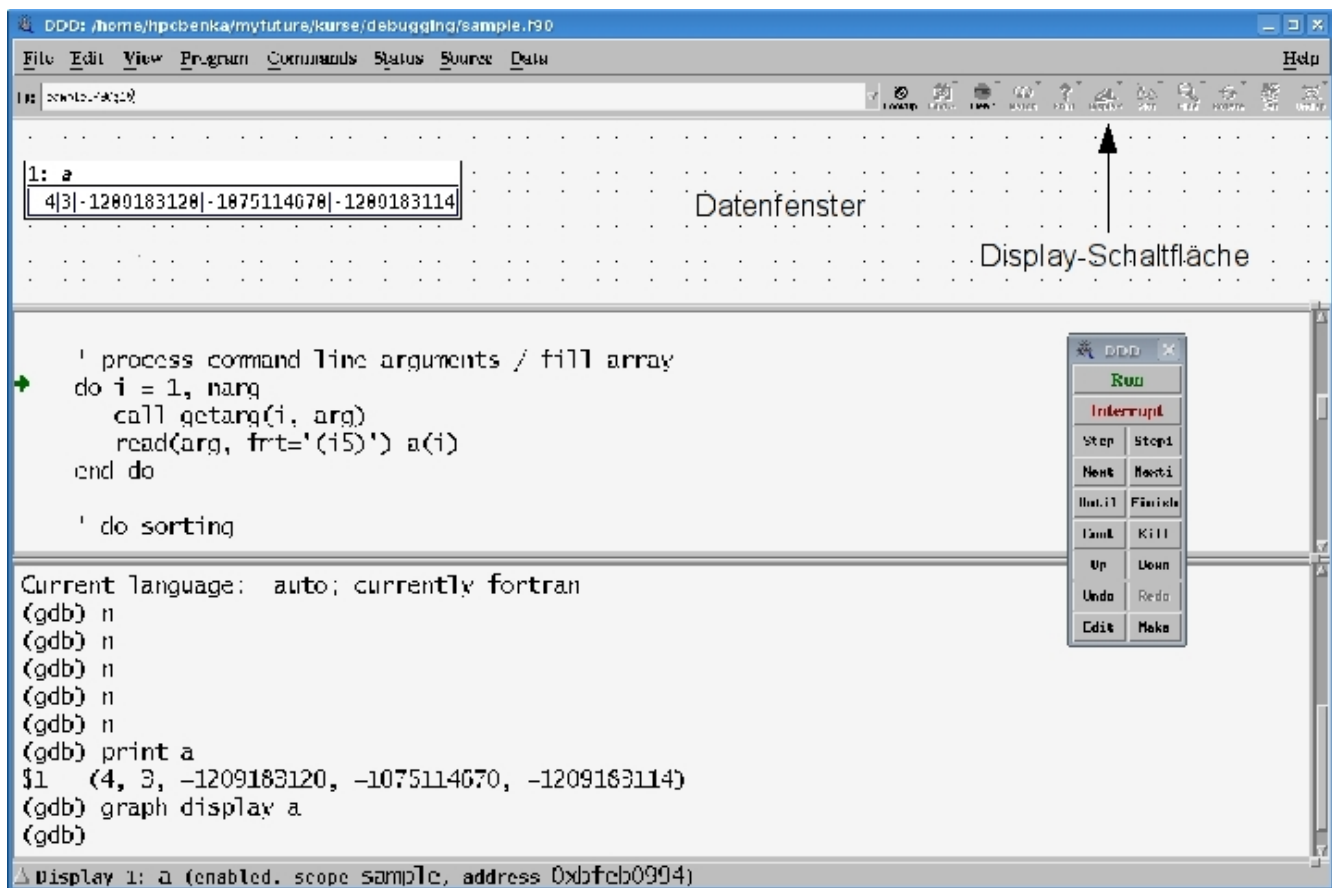 DDD: /home/hpcbenka/myfuture/kurse/debugging/sample.f90
File Edit View Program Commands Status Source Data Help
Lookup
1: a
4|3|-1209183120|-1075114670|-1209183114
Datenfenster
Display-Schaltfläche
! process command line arguments / fill array
do i = 1, narg
call getarg(i, arg)
read(arg, fmt='(i5)') a(i)
end do
! do sorting
DDD
Run
Interrupt
Step Stepi
Next Nexti
Until Finish
Cont Kill
Up Down
Undo Redo
Edit Make
Current language: auto; currently fortran
(gdb) n
(gdb) n
(gdb) n
(gdb) n
(gdb) n
(gdb) print a
$1 = (4, 3, -1209183120, -1075114670, -1209183114)
(gdb) graph display a
(gdb)
Display 1: a (enabled, scope sample, address 0xbfeb0994)